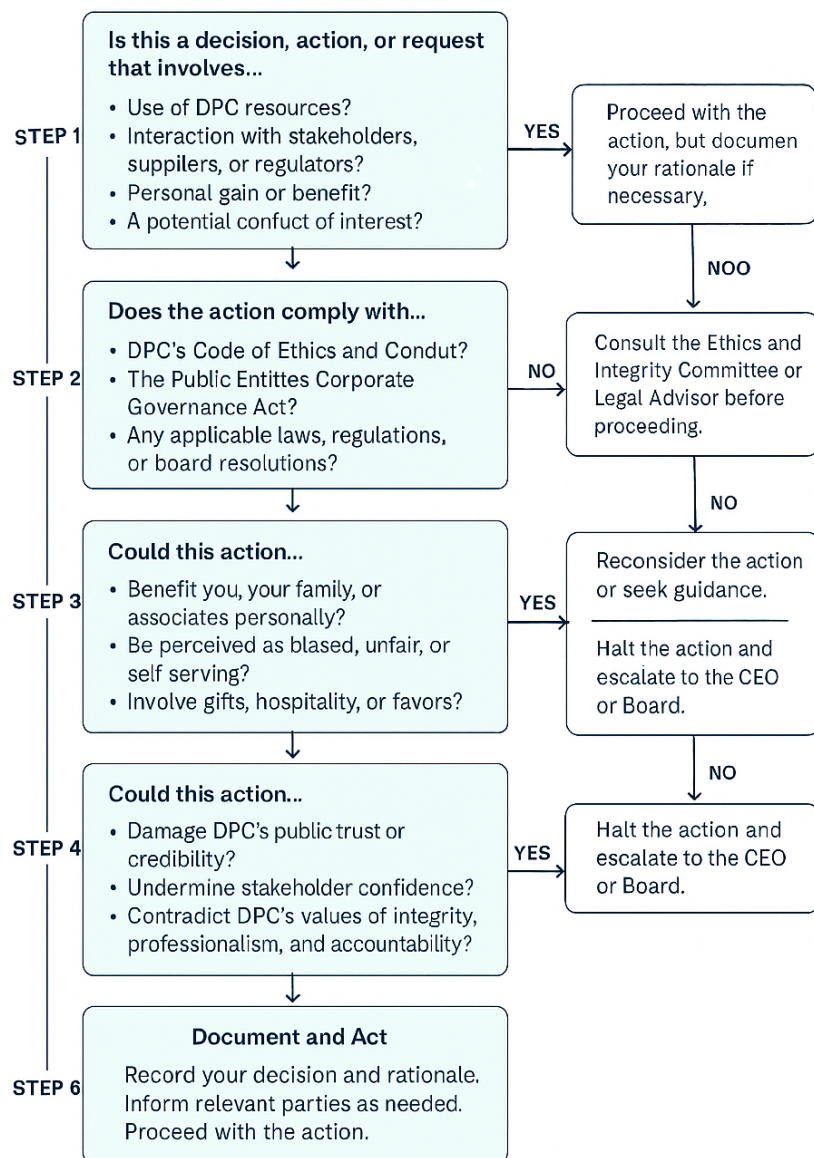 Is this a decision, action, or request
that involves...
• Use of DPC resources?
• Interaction with stakeholders,
suppilers, or regulators?
• Personal gain or benefit?
• A potential confuct of interest?
STEP 1
YES
Proceed with the
action, but documen
your rationale if
necessary,
NOO
Does the action comply with...
• DPC's Code of Ethics and Condut?
• The Public Entittes Corporate
Governance Act?
• Any applicable laws, regulations,
or board resolutions?
STEP 2
NO
Consult the Ethics and
Integrity Committee or
Legal Advisor before
proceeding.
NO
Could this action...
• Benefit you, your family, or
associates personally?
• Be perceived as blased, unfair, or
self serving?
• Involve gifts, hospitality, or favors?
STEP 3
YES
Reconsider the action
or seek guidance.
Halt the action and
escalate to the CEO
or Board.
NO
Could this action...
• Damage DPC's public trust or
credibility?
• Undermine stakeholder confidence?
• Contradict DPC's values of integrity,
professionalism, and accountability?
STEP 4
YES
Halt the action and
escalate to the CEO
or Board.
Document and Act
Record your decision and rationale.
Inform relevant parties as needed.
Proceed with the action.
STEP 6